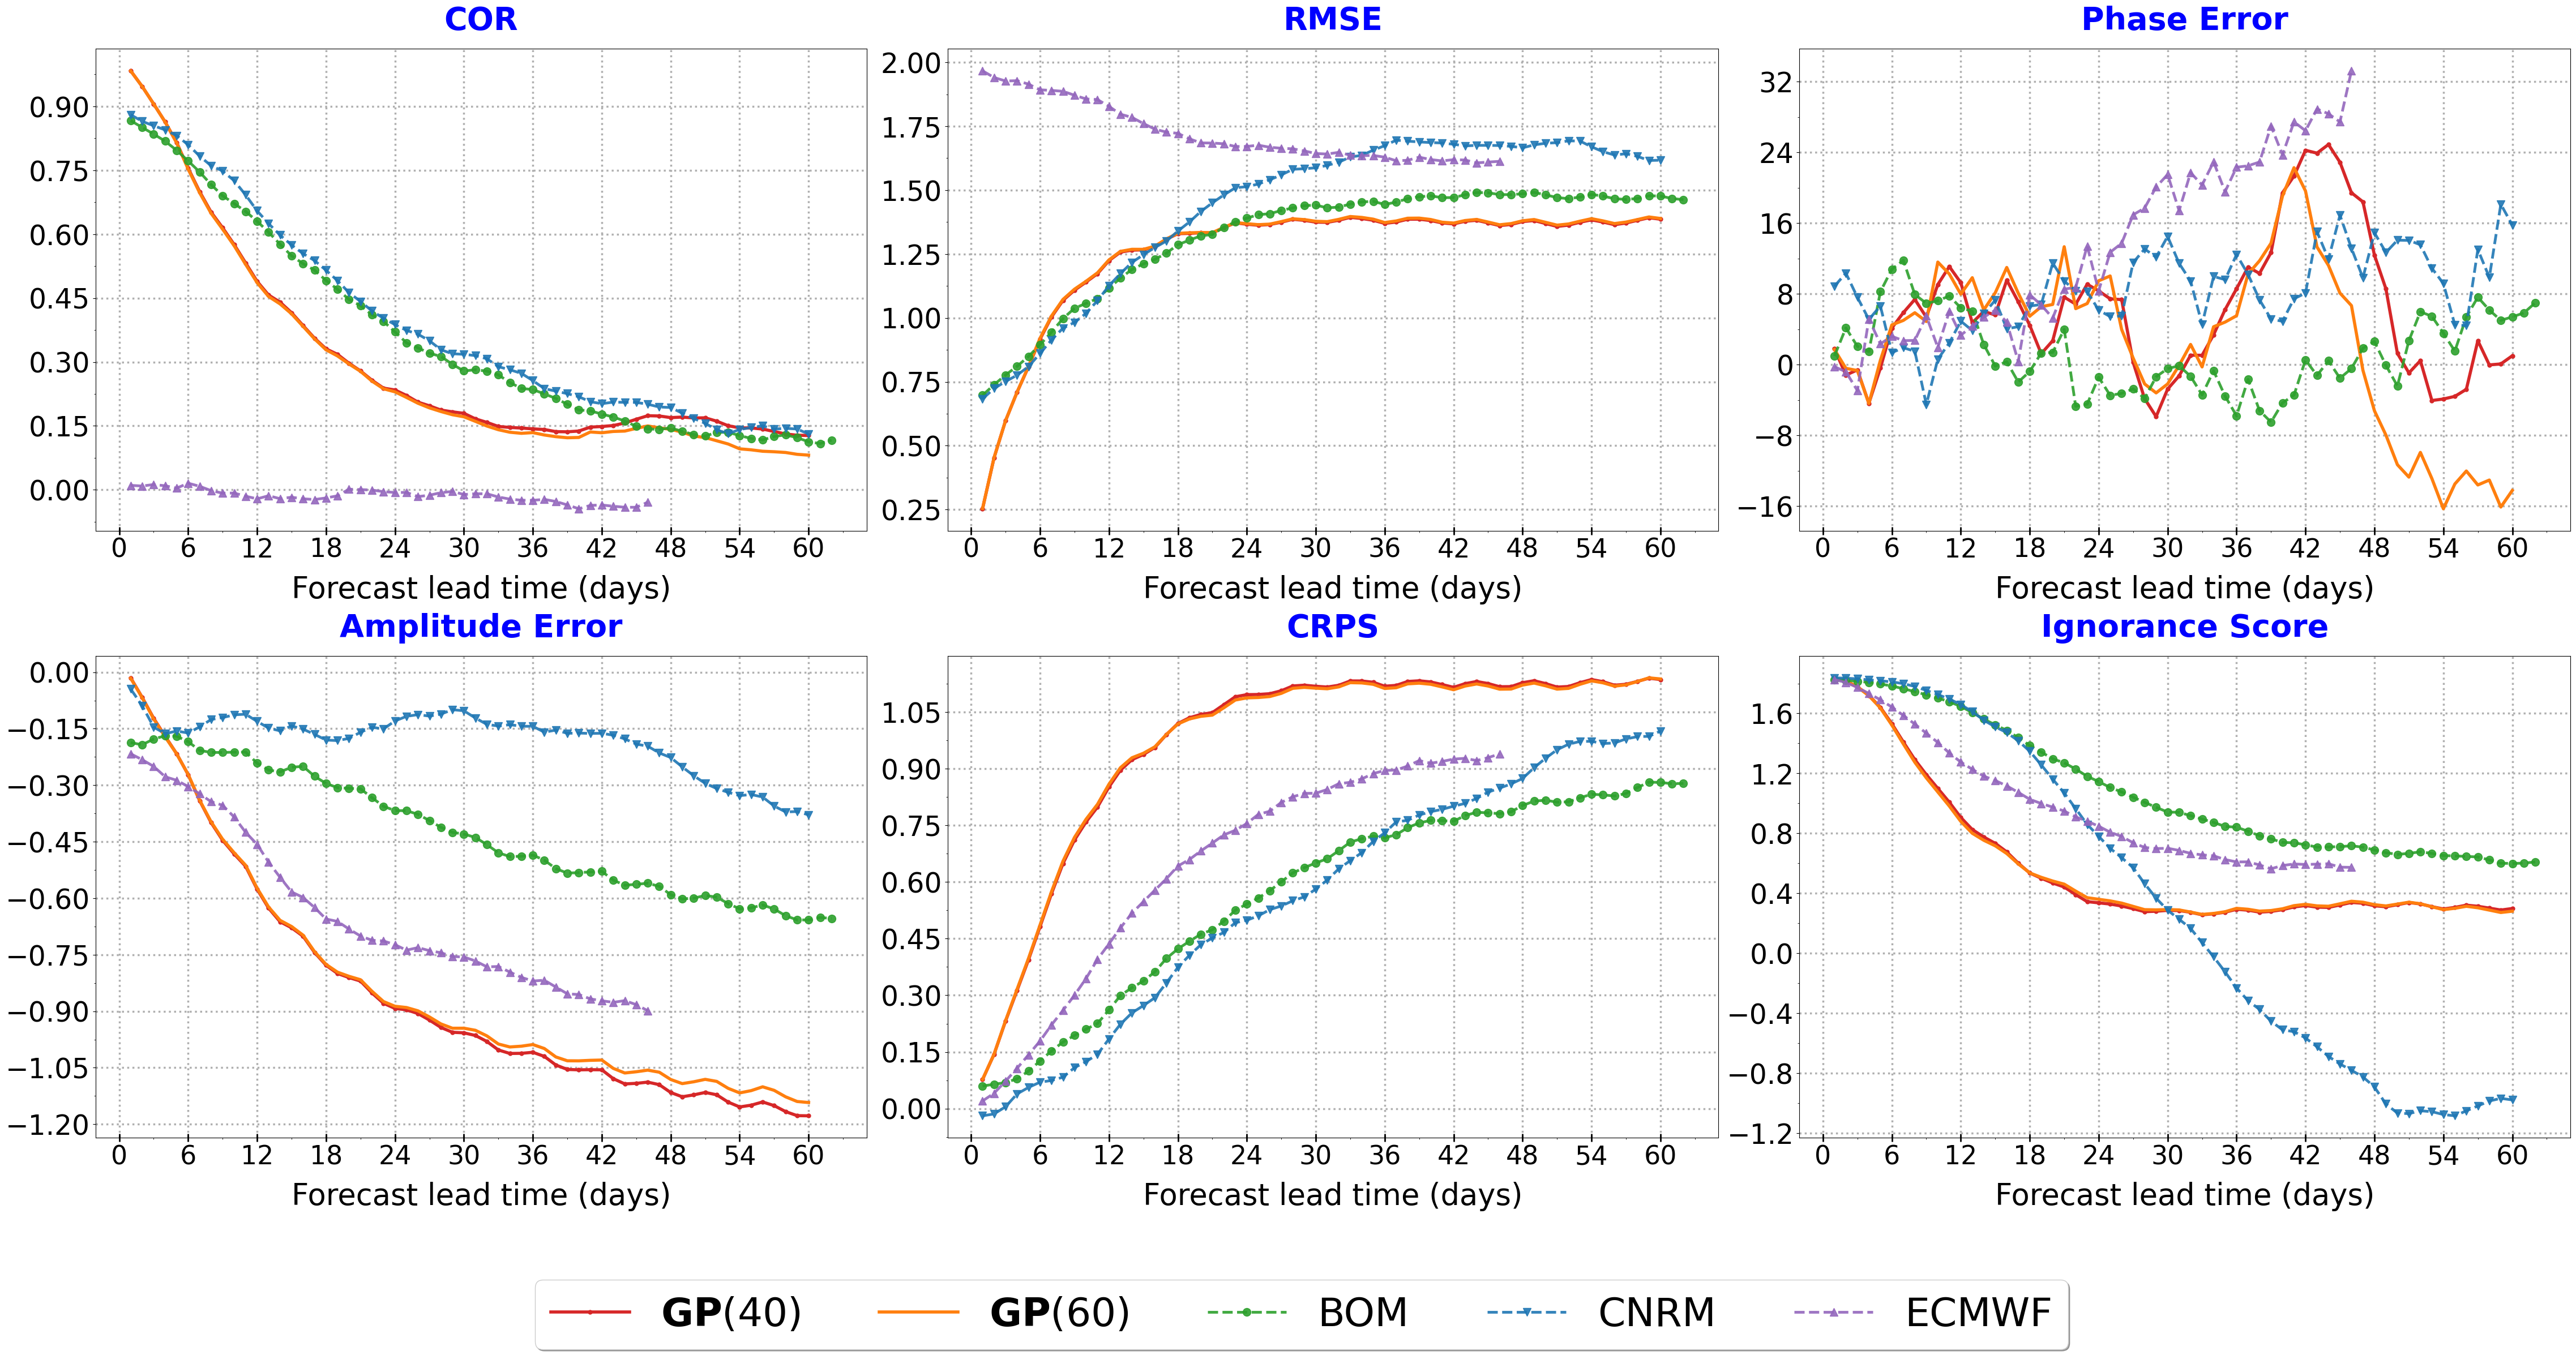 COR
RMSE
Phase Error
0.90
0.75
0.60
0.45
0.30
0.15
0.00
0 6 12 18 24 30 36 42 48 54 60
Forecast lead time (days)
2.00
1.75
1.50
1.25
1.00
0.75
0.50
0.25
0 6 12 18 24 30 36 42 48 54 60
Forecast lead time (days)
32
24
16
8
0
−8
−16
0 6 12 18 24 30 36 42 48 54 60
Forecast lead time (days)
Amplitude Error
CRPS
Ignorance Score
0.00
−0.15
−0.30
−0.45
−0.60
−0.75
−0.90
−1.05
−1.20
0 6 12 18 24 30 36 42 48 54 60
Forecast lead time (days)
1.05
0.90
0.75
0.60
0.45
0.30
0.15
0.00
0 6 12 18 24 30 36 42 48 54 60
Forecast lead time (days)
1.6
1.2
0.8
0.4
0.0
−0.4
−0.8
−1.2
0 6 12 18 24 30 36 42 48 54 60
Forecast lead time (days)
GP(40) GP(60) BOM CNRM ECMWF